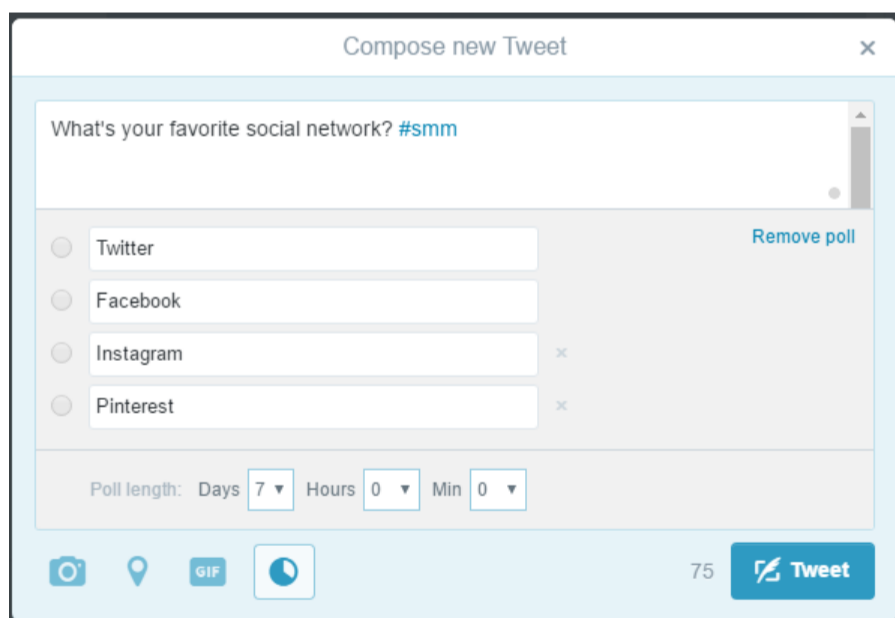 Compose new Tweet
What's your favorite social network? #smm
Remove poll
Twitter
Facebook
Instagram
Pinterest
Poll length: Days 7 Hours 0 Min 0
GIF 75 Tweet